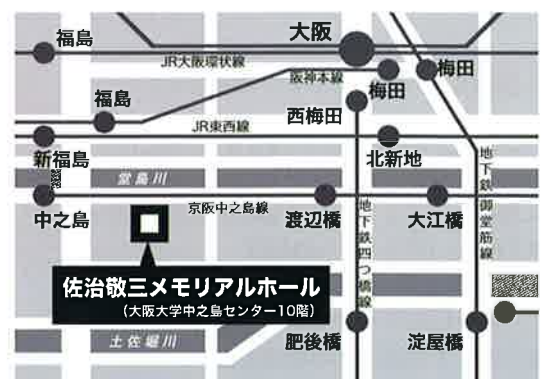 福島
大阪
JR大阪環状線
梅田
阪神本線
梅田
福島
西梅田
JR東西線
新福島
北新地
堂島川
地下鉄御堂筋線
京阪中之島線
中之島
渡辺橋
大江橋
地下鉄四つ橋線
佐治敬三メモリアルホール
(大阪大学中之島センター10階)
土佐堀川
肥後橋
淀屋橋